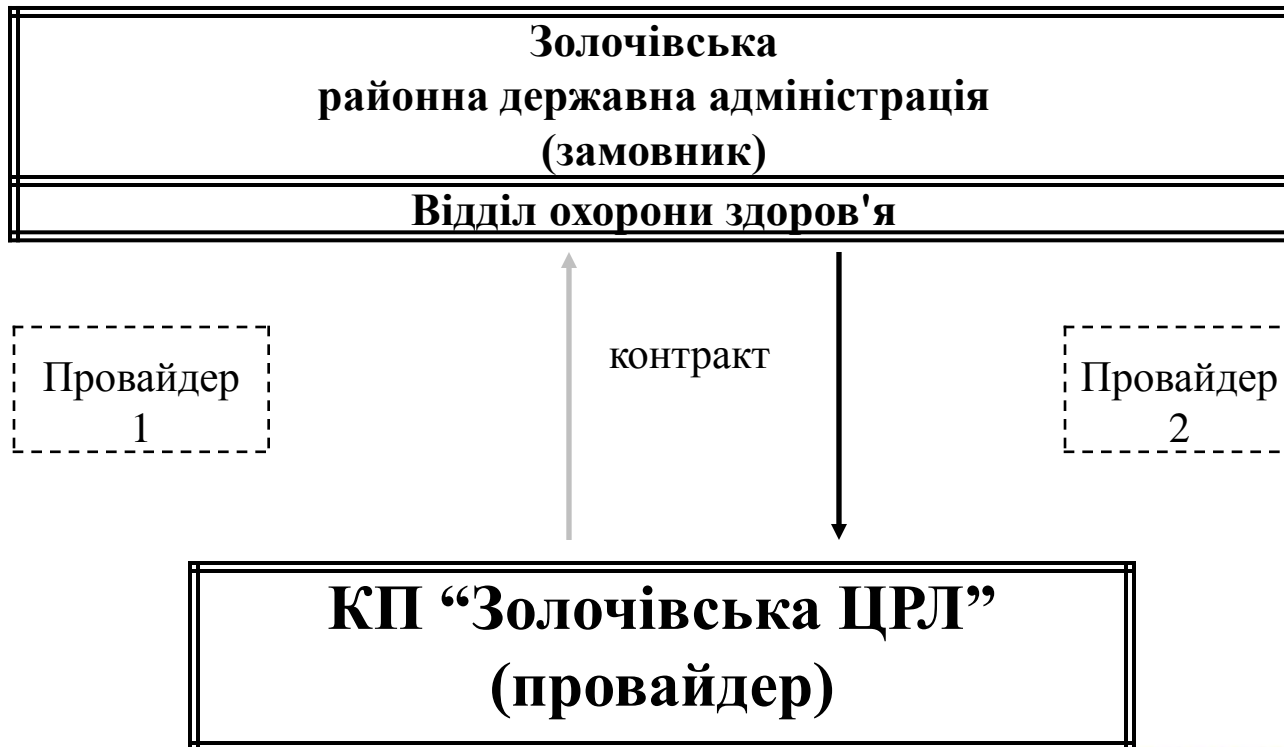 Золочівська
районна державна адміністрація
(замовник)
Відділ охорони здоров'я
Провайдер
1
контракт
Провайдер
2
КП “Золочівська ЦРЛ”
(провайдер)